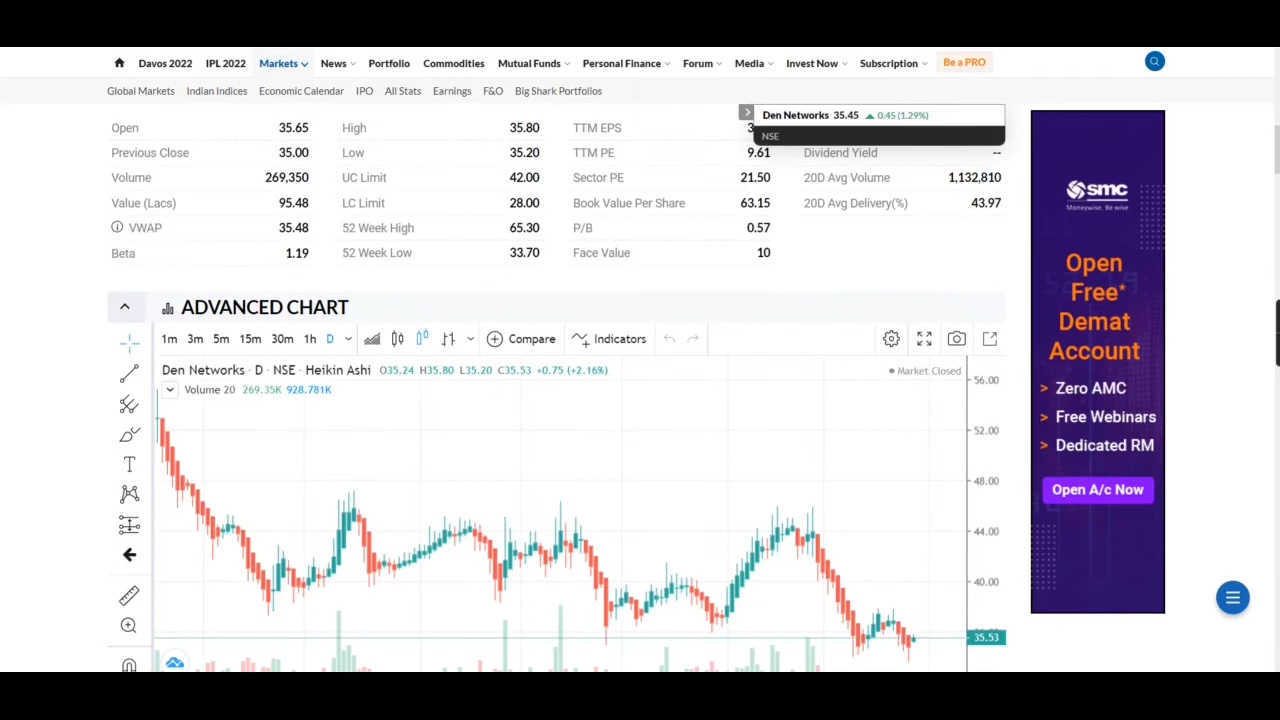 Davos 2022 IPL 2022 Markets News Portfolio Commodities Mutual Funds Personal Finance Forum Media Invest Now Subscription Be a PRO
Global Markets Indian Indices Economic Calendar IPO All Stats Earnings F&O Big Shark Portfolios
Den Networks 35.45 0.45 (1.29%)
NSE
Open 35.65 High 35.80 TTM EPS
Previous Close 35.00 Low 35.20 TTM PE 9.61 Dividend Yield --
Volume 269,350 UC Limit 42.00 Sector PE 21.50 20D Avg Volume 1,132,810
Value (Lacs) 95.48 LC Limit 28.00 Book Value Per Share 63.15 20D Avg Delivery(%) 43.97
VWAP 35.48 52 Week High 65.30 P/B 0.57
Beta 1.19 52 Week Low 33.70 Face Value 10
ADVANCED CHART
1m 3m 5m 15m 30m 1h D Compare Indicators
Den Networks · D · NSE · Heikin Ashi O35.24 H35.80 L35.20 C35.53 +0.75 (+2.16%)
Market Closed
Volume 20 269.35K 928.781K
56.00
52.00
48.00
44.00
40.00
35.53
smc
Moneywise. Be wise
Open
Free*
Demat
Account
> Zero AMC
> Free Webinars
> Dedicated RM
Open A/c Now